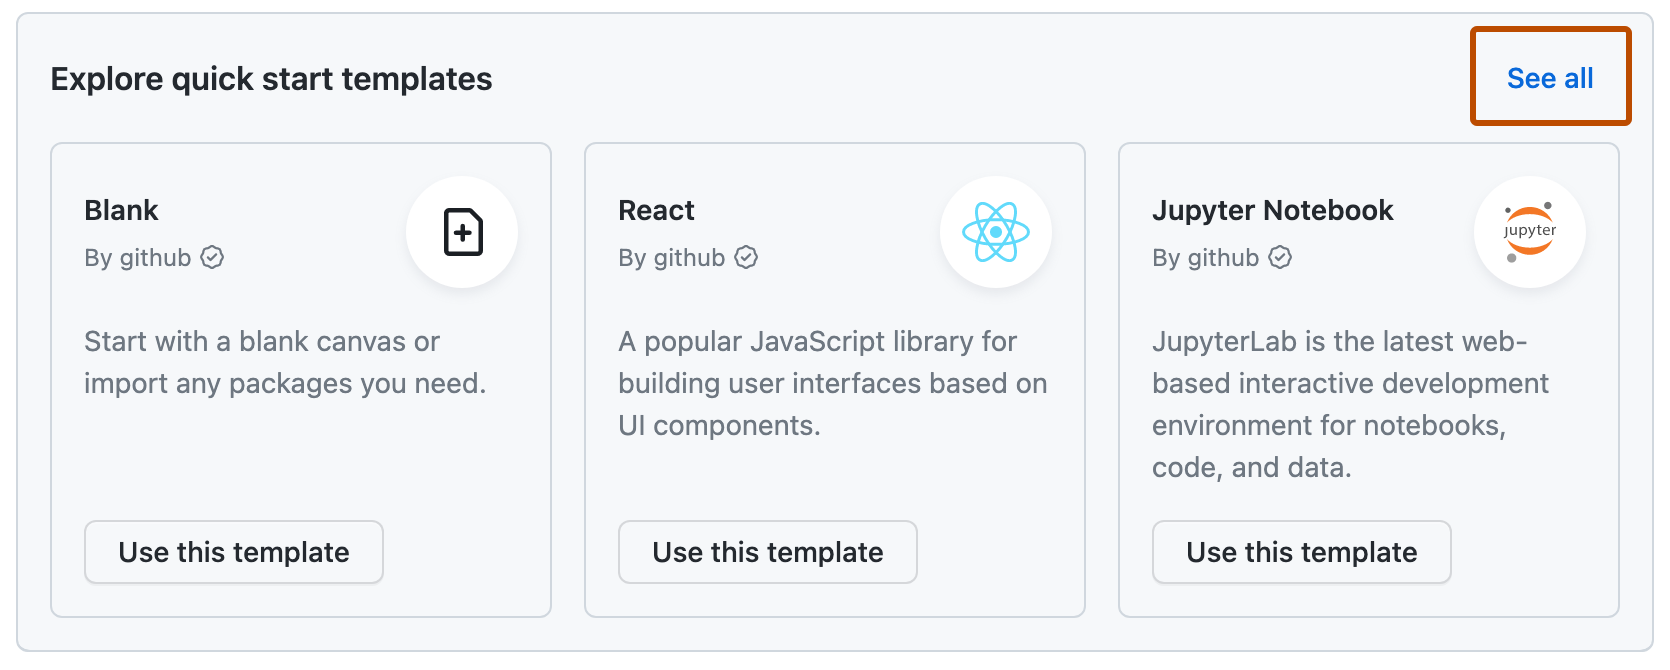 Explore quick start templates
See all
Blank
By github
Start with a blank canvas or
import any packages you need.
Use this template
React
By github
A popular JavaScript library for
building user interfaces based on
UI components.
Use this template
Jupyter Notebook
By github
jupyter
JupyterLab is the latest web-
based interactive development
environment for notebooks,
code, and data.
Use this template